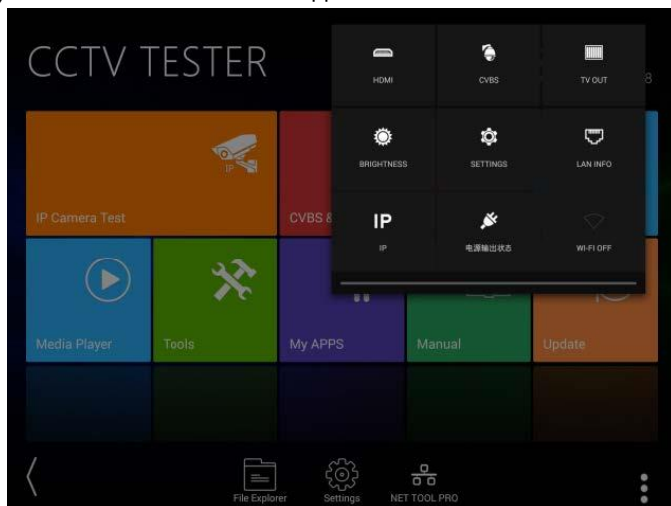 CCTV TESTER
HDMI
CVBS
TV OUT
8
BRIGHTNESS
SETTINGS
LAN INFO
IP
IP
电源输出状态
WI-FI OFF
IP
IP Camera Test
CVBS &
Media Player
Tools
My APPS
Manual
Update
File Explorer
Settings
NET TOOL PRO